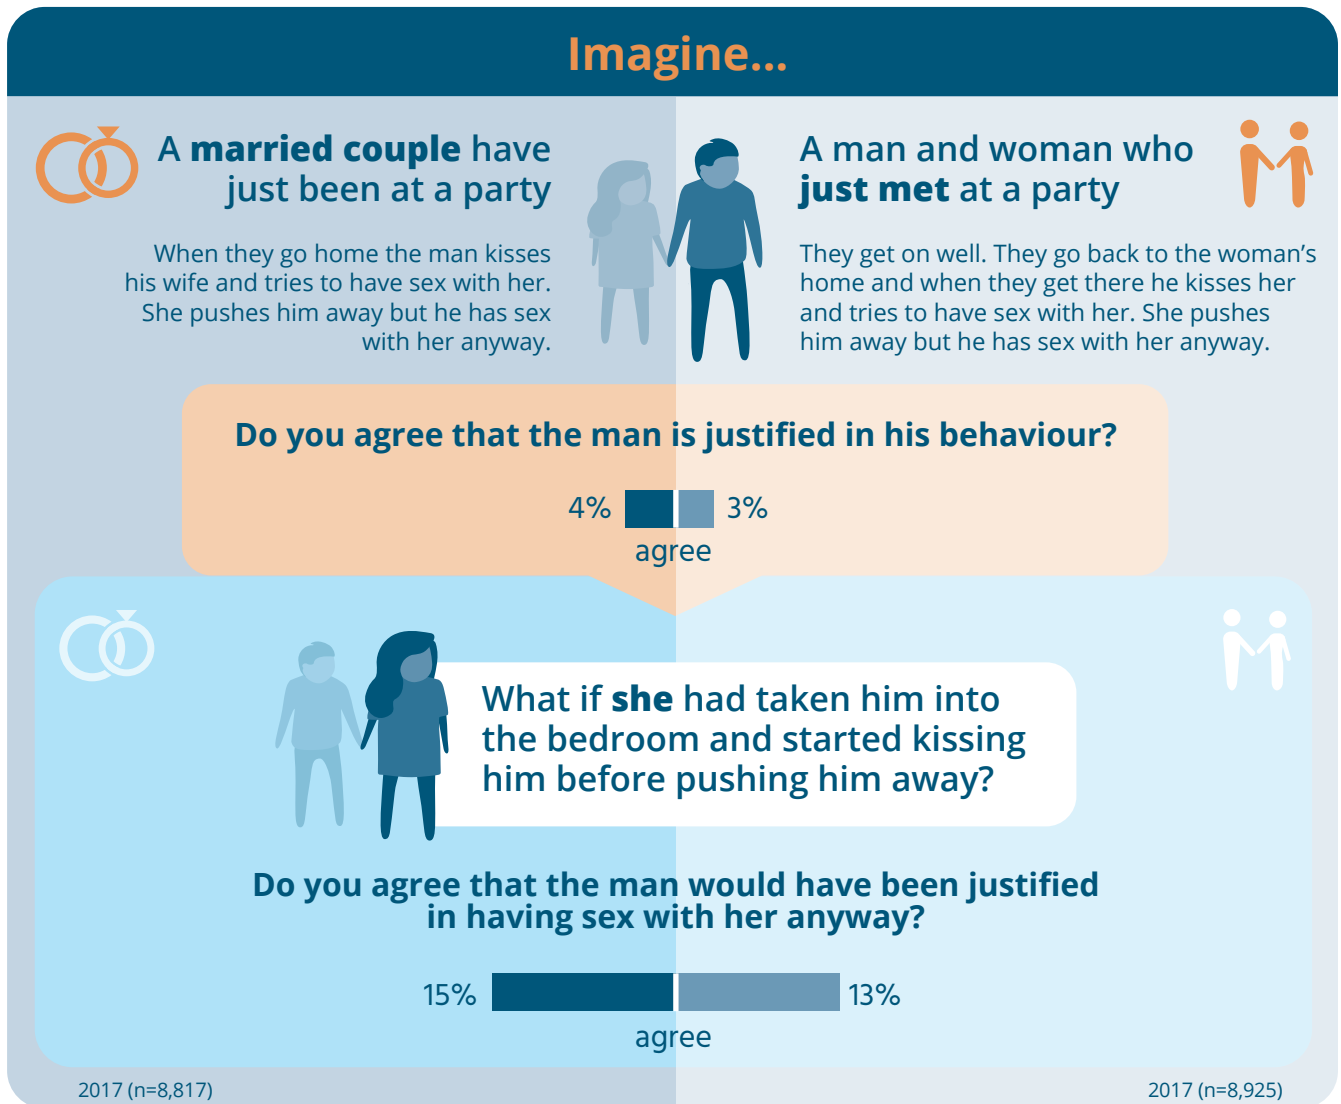 Imagine...
A married couple have
just been at a party
When they go home the man kisses
his wife and tries to have sex with her.
She pushes him away but he has sex
with her anyway.
A man and woman who
just met at a party
They get on well. They go back to the woman’s
home and when they get there he kisses her
and tries to have sex with her. She pushes
him away but he has sex with her anyway.
Do you agree that the man is justified in his behaviour?
4% 3%
agree
What if she had taken him into
the bedroom and started kissing
him before pushing him away?
Do you agree that the man would have been justified
in having sex with her anyway?
15% 13%
agree
2017 (n=8,817) 2017 (n=8,925)